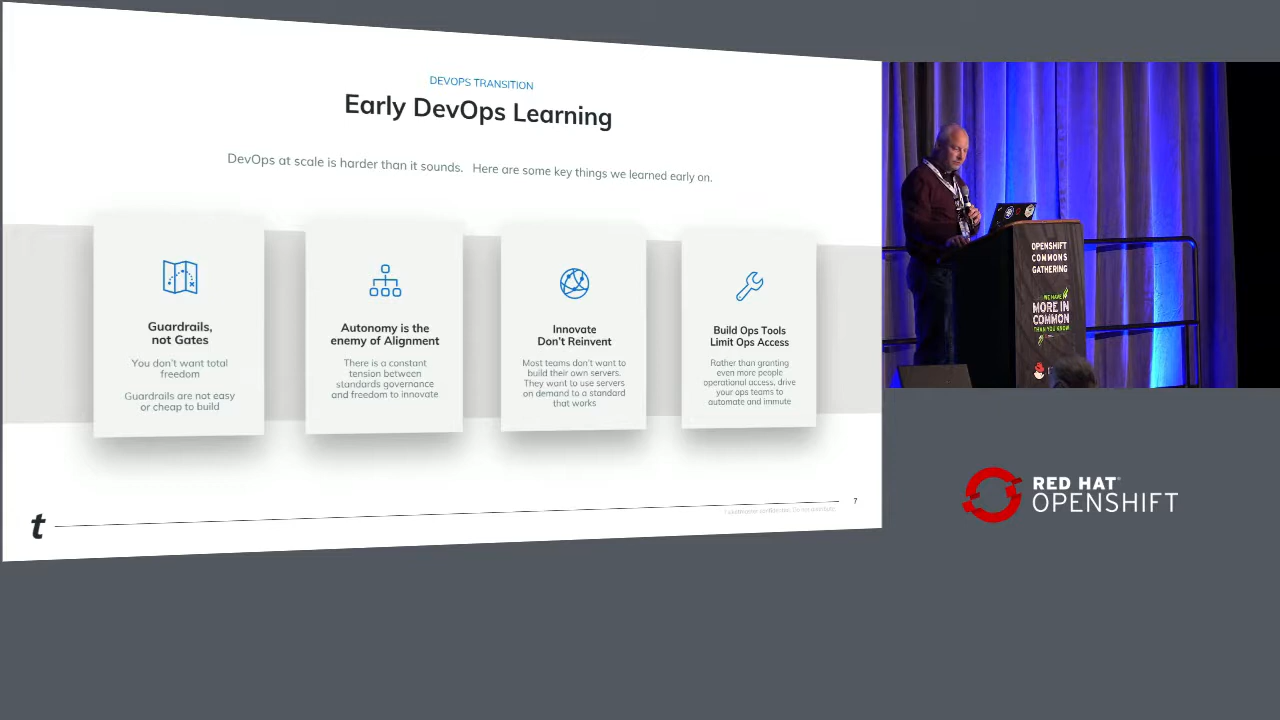 DEVOPS TRANSITION
Early DevOps Learning
DevOps at scale is harder than it sounds. Here are some key things we learned early on.
Guardrails,
not Gates
You don't want total
freedom
Guardrails are not easy
or cheap to build
Autonomy is the
enemy of Alignment
There is a constant
tension between
standards governance
and freedom to innovate
Innovate
Don't Reinvent
Most teams don't want to
build their own servers.
They want to use servers
on demand to a standard
that works
Build Ops Tools
Limit Ops Access
Rather than granting
even more people
operational access, drive
your ops teams to
automate and immute
t
7
OPENSHIFT
COMMONS
GATHERING
WE HAVE
MORE IN
COMMON
THAN YOU KNOW
RED HAT
OPENSHIFT